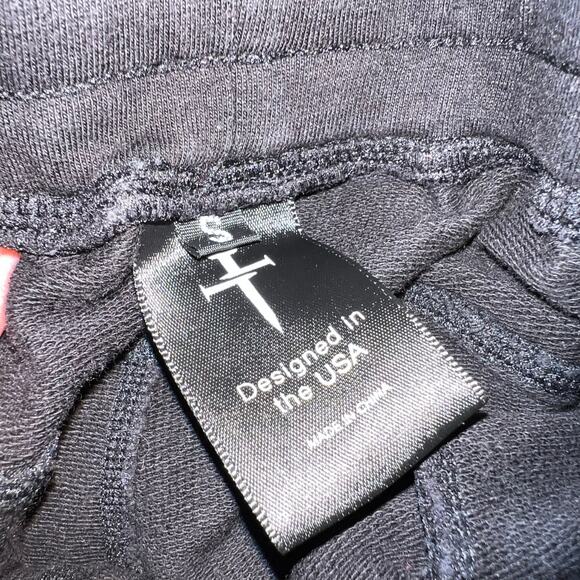 S
Designed in
the USA
MADE IN CHINA